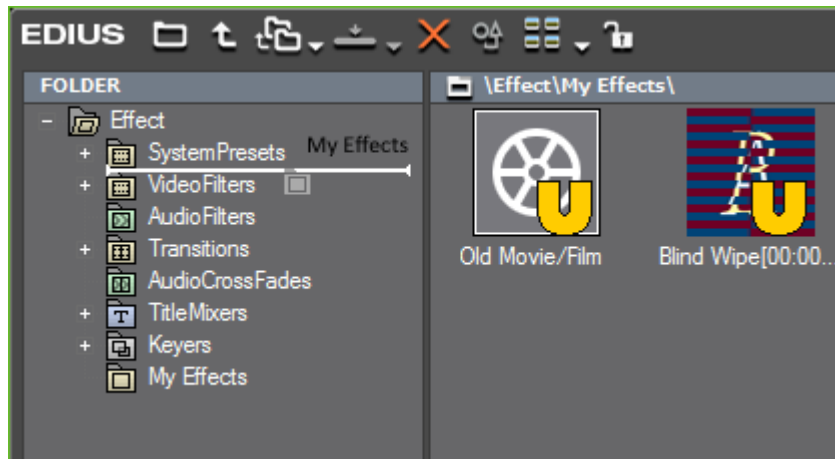 EDIUS
FOLDER
\Effect\My Effects\
Effect
SystemPresets
My Effects
VideoFilters
AudioFilters
Transitions
AudioCrossFades
TitleMixers
Keyers
My Effects
Old Movie/Film
Blind Wipe[00:00...